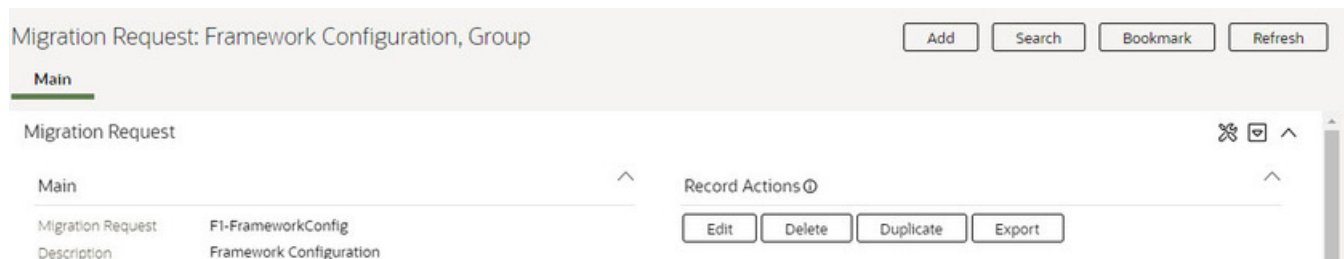 Migration Request: Framework Configuration, Group
Add Search Bookmark Refresh
Main
Migration Request
Main
Record Actions
Migration Request F1-FrameworkConfig
Edit Delete Duplicate Export
Description Framework Configuration